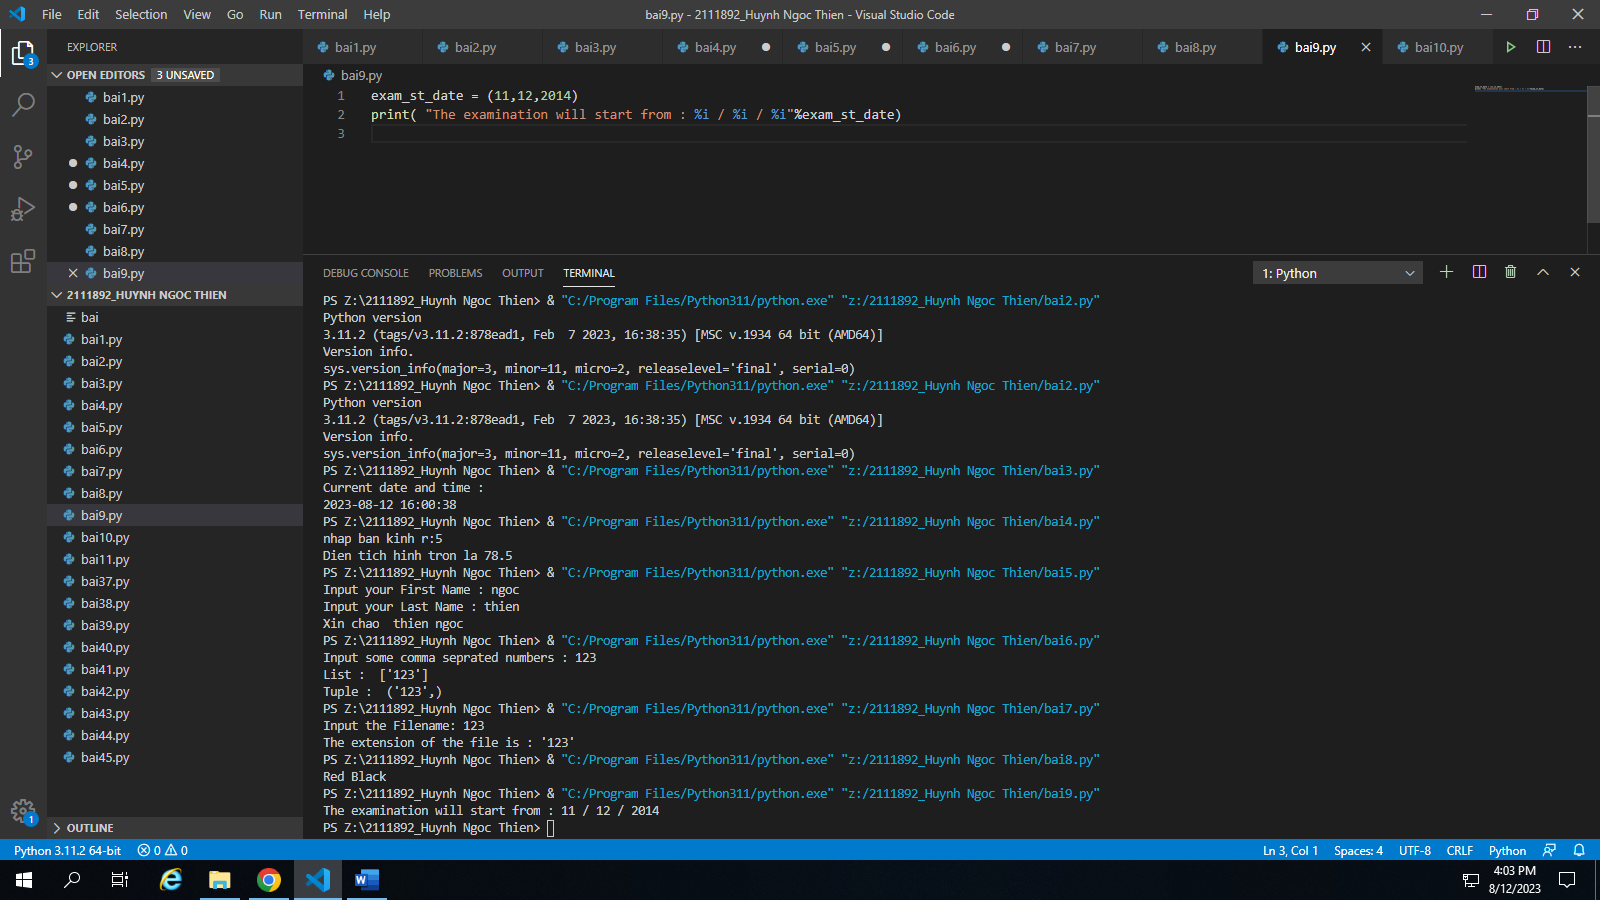 File Edit Selection View Go Run Terminal Help
bai9.py - 2111892_Huynh Ngoc Thien - Visual Studio Code
3
EXPLORER
OPEN EDITORS 3 UNSAVED
bai1.py
bai2.py
bai3.py
bai4.py
bai5.py
bai6.py
bai7.py
bai8.py
bai9.py
2111892_HUYNH NGOC THIEN
bai
bai1.py
bai2.py
bai3.py
bai4.py
bai5.py
bai6.py
bai7.py
bai8.py
bai9.py
bai10.py
bai11.py
bai37.py
bai38.py
bai39.py
bai40.py
bai41.py
bai42.py
bai43.py
bai44.py
bai45.py
OUTLINE
1
bai1.py bai2.py bai3.py bai4.py bai5.py bai6.py bai7.py bai8.py bai9.py bai10.py
bai9.py
1 exam_st_date = (11,12,2014)
2 print( "The examination will start from : %i / %i / %i"%exam_st_date)
3
DEBUG CONSOLE PROBLEMS OUTPUT TERMINAL 1: Python
PS Z:\2111892_Huynh Ngoc Thien> & "C:/Program Files/Python311/python.exe" "z:/2111892_Huynh Ngoc Thien/bai2.py"
Python version
3.11.2 (tags/v3.11.2:878ead1, Feb  7 2023, 16:38:35) [MSC v.1934 64 bit (AMD64)]
Version info.
sys.version_info(major=3, minor=11, micro=2, releaselevel='final', serial=0)
PS Z:\2111892_Huynh Ngoc Thien> & "C:/Program Files/Python311/python.exe" "z:/2111892_Huynh Ngoc Thien/bai2.py"
Python version
3.11.2 (tags/v3.11.2:878ead1, Feb  7 2023, 16:38:35) [MSC v.1934 64 bit (AMD64)]
Version info.
sys.version_info(major=3, minor=11, micro=2, releaselevel='final', serial=0)
PS Z:\2111892_Huynh Ngoc Thien> & "C:/Program Files/Python311/python.exe" "z:/2111892_Huynh Ngoc Thien/bai3.py"
Current date and time :
2023-08-12 16:00:38
PS Z:\2111892_Huynh Ngoc Thien> & "C:/Program Files/Python311/python.exe" "z:/2111892_Huynh Ngoc Thien/bai4.py"
nhap ban kinh r:5
Dien tich hinh tron la 78.5
PS Z:\2111892_Huynh Ngoc Thien> & "C:/Program Files/Python311/python.exe" "z:/2111892_Huynh Ngoc Thien/bai5.py"
Input your First Name : ngoc
Input your Last Name : thien
Xin chao  thien ngoc
PS Z:\2111892_Huynh Ngoc Thien> & "C:/Program Files/Python311/python.exe" "z:/2111892_Huynh Ngoc Thien/bai6.py"
Input some comma seprated numbers : 123
List :  ['123']
Tuple :  ('123',)
PS Z:\2111892_Huynh Ngoc Thien> & "C:/Program Files/Python311/python.exe" "z:/2111892_Huynh Ngoc Thien/bai7.py"
Input the Filename: 123
The extension of the file is : '123'
PS Z:\2111892_Huynh Ngoc Thien> & "C:/Program Files/Python311/python.exe" "z:/2111892_Huynh Ngoc Thien/bai8.py"
Red Black
PS Z:\2111892_Huynh Ngoc Thien> & "C:/Program Files/Python311/python.exe" "z:/2111892_Huynh Ngoc Thien/bai9.py"
The examination will start from : 11 / 12 / 2014
PS Z:\2111892_Huynh Ngoc Thien>
Python 3.11.2 64-bit 0 0 Ln 3, Col 1 Spaces: 4 UTF-8 CRLF Python
4:03 PM
8/12/2023